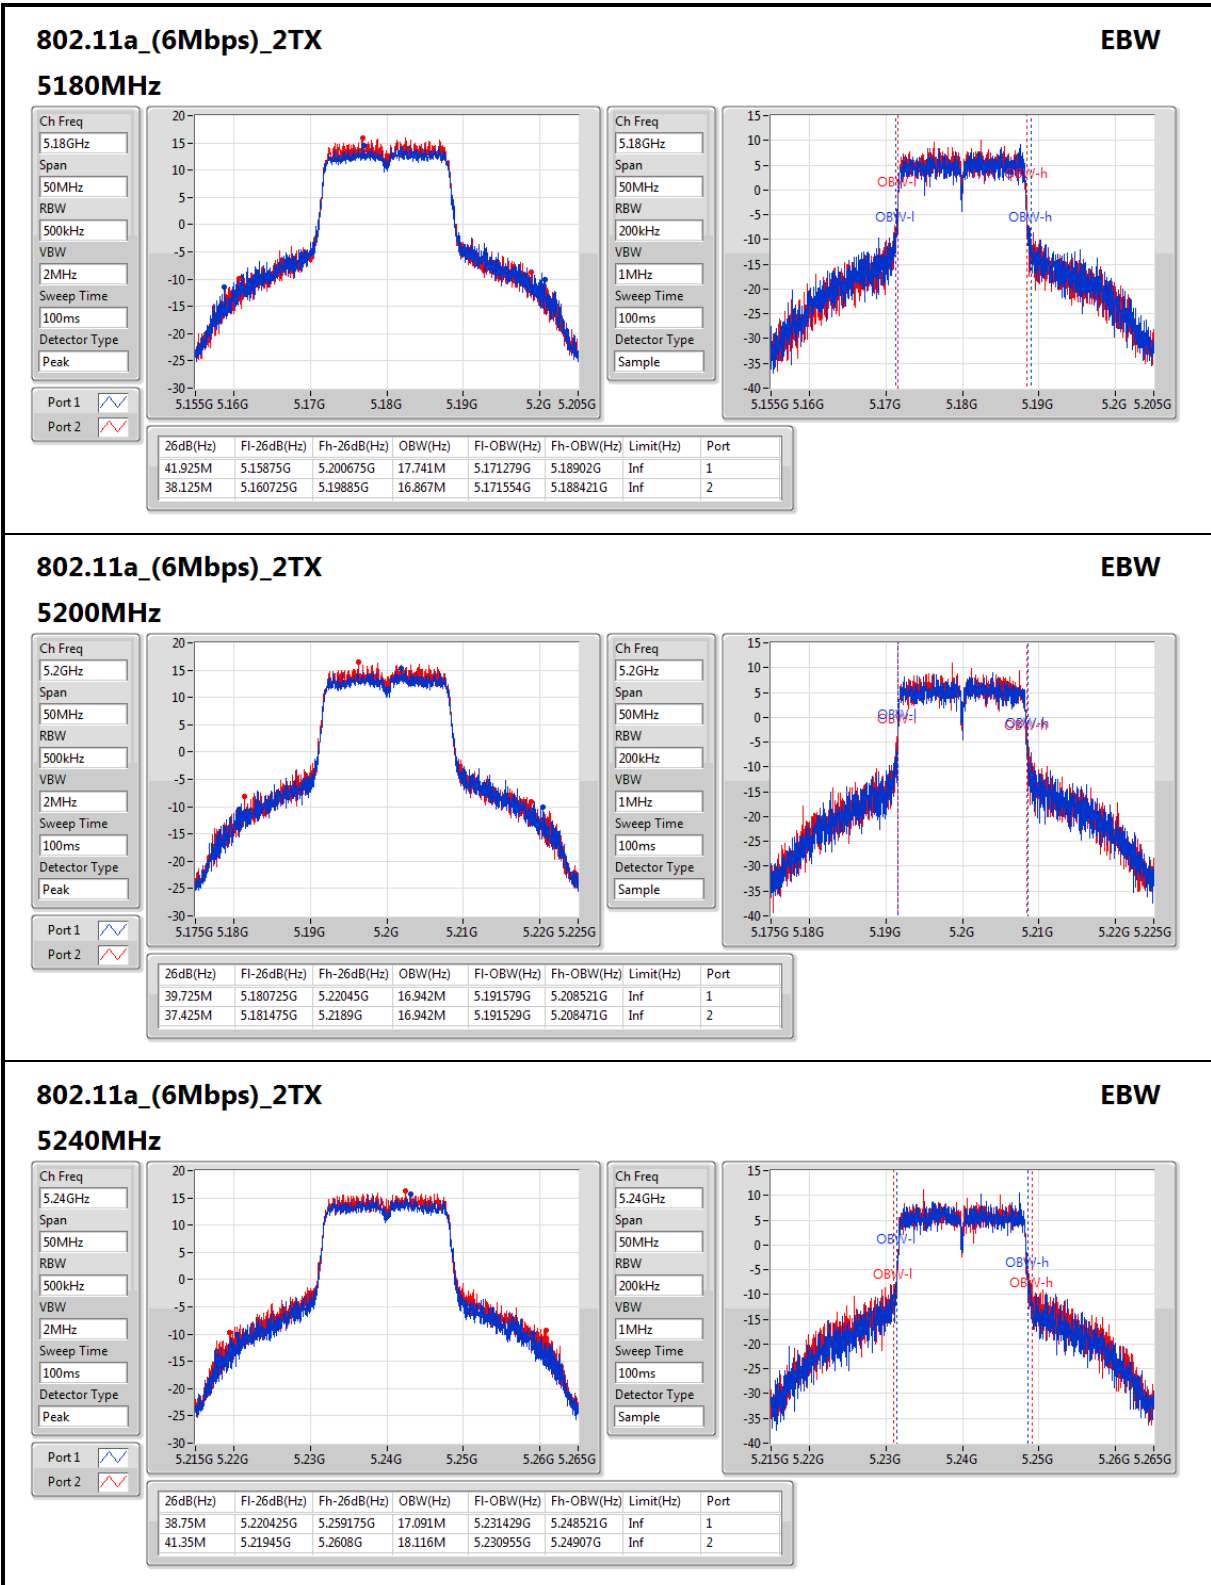 802.11a_(6Mbps)_2TX EBW
5180MHz
Ch Freq
5.18GHz
Span
50MHz
RBW
500kHz
VBW
2MHz
Sweep Time
100ms
Detector Type
Peak
Port 1
Port 2
20
15
10
5
0
-5
-10
-15
-20
-25
-30
5.155G 5.16G 5.17G 5.18G 5.19G 5.2G 5.205G
Ch Freq
5.18GHz
Span
50MHz
RBW
200kHz
VBW
1MHz
Sweep Time
100ms
Detector Type
Sample
15
10
5
0
-5
-10
-15
-20
-25
-30
-35
-40
OBW-l OBW-h
OBW-l OBW-h
5.155G 5.16G 5.17G 5.18G 5.19G 5.2G 5.205G
26dB(Hz) Fl-26dB(Hz) Fh-26dB(Hz) OBW(Hz) Fl-OBW(Hz) Fh-OBW(Hz) Limit(Hz) Port
41.925M 5.15875G 5.200675G 17.741M 5.171279G 5.18902G Inf 1
38.125M 5.160725G 5.19885G 16.867M 5.171554G 5.188421G Inf 2
802.11a_(6Mbps)_2TX EBW
5200MHz
Ch Freq
5.2GHz
Span
50MHz
RBW
500kHz
VBW
2MHz
Sweep Time
100ms
Detector Type
Peak
Port 1
Port 2
20
15
10
5
0
-5
-10
-15
-20
-25
-30
5.175G 5.18G 5.19G 5.2G 5.21G 5.22G 5.225G
Ch Freq
5.2GHz
Span
50MHz
RBW
200kHz
VBW
1MHz
Sweep Time
100ms
Detector Type
Sample
15
10
5
0
-5
-10
-15
-20
-25
-30
-35
-40
OBW-l OBW-h
OBW-l OBW-h
5.175G 5.18G 5.19G 5.2G 5.21G 5.22G 5.225G
26dB(Hz) Fl-26dB(Hz) Fh-26dB(Hz) OBW(Hz) Fl-OBW(Hz) Fh-OBW(Hz) Limit(Hz) Port
39.725M 5.180725G 5.22045G 16.942M 5.191579G 5.208521G Inf 1
37.425M 5.181475G 5.2189G 16.942M 5.191529G 5.208471G Inf 2
802.11a_(6Mbps)_2TX EBW
5240MHz
Ch Freq
5.24GHz
Span
50MHz
RBW
500kHz
VBW
2MHz
Sweep Time
100ms
Detector Type
Peak
Port 1
Port 2
20
15
10
5
0
-5
-10
-15
-20
-25
-30
5.215G 5.22G 5.23G 5.24G 5.25G 5.26G 5.265G
Ch Freq
5.24GHz
Span
50MHz
RBW
200kHz
VBW
1MHz
Sweep Time
100ms
Detector Type
Sample
15
10
5
0
-5
-10
-15
-20
-25
-30
-35
-40
OBW-l OBW-h
OBW-l OBW-h
5.215G 5.22G 5.23G 5.24G 5.25G 5.26G 5.265G
26dB(Hz) Fl-26dB(Hz) Fh-26dB(Hz) OBW(Hz) Fl-OBW(Hz) Fh-OBW(Hz) Limit(Hz) Port
38.75M 5.220425G 5.259175G 17.091M 5.231429G 5.248521G Inf 1
41.35M 5.21945G 5.2608G 18.116M 5.230955G 5.24907G Inf 2